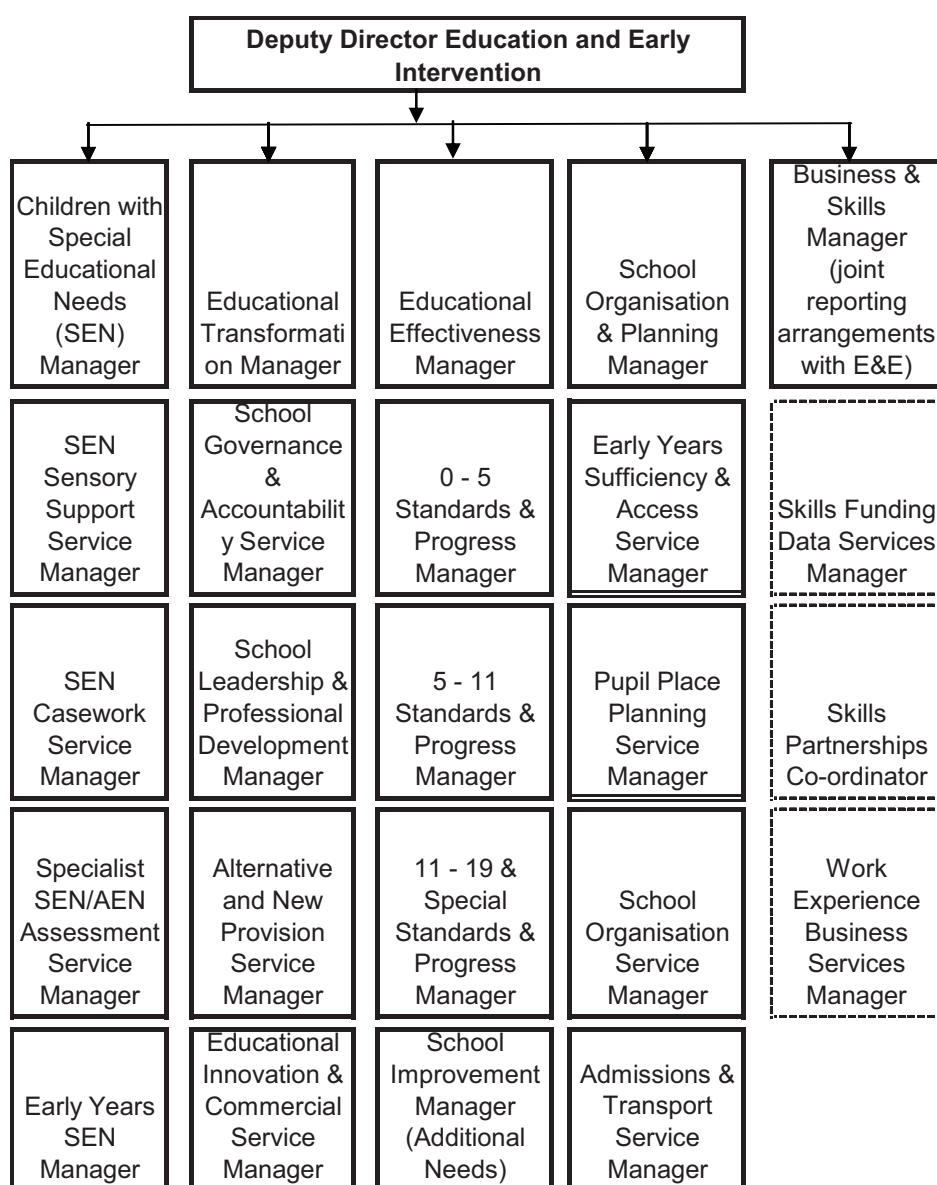 Deputy Director Education and Early
Intervention
Children with
Special
Educational
Needs
(SEN)
Manager
Educational
Transformati
on Manager
Educational
Effectiveness
Manager
School
Organisation
& Planning
Manager
Business &
Skills
Manager
(joint
reporting
arrangements
with E&E)
SEN
Sensory
Support
Service
Manager
School
Governance
&
Accountabilit
y Service
Manager
0 - 5
Standards &
Progress
Manager
Early Years
Sufficiency &
Access
Service
Manager
Skills Funding
Data Services
Manager
SEN
Casework
Service
Manager
School
Leadership &
Professional
Development
Manager
5 - 11
Standards &
Progress
Manager
Pupil Place
Planning
Service
Manager
Skills
Partnerships
Co-ordinator
Specialist
SEN/AEN
Assessment
Service
Manager
Alternative
and New
Provision
Service
Manager
11 - 19 &
Special
Standards &
Progress
Manager
School
Organisation
Service
Manager
Work
Experience
Business
Services
Manager
Early Years
SEN
Manager
Educational
Innovation &
Commercial
Service
Manager
School
Improvement
Manager
(Additional
Needs)
Admissions &
Transport
Service
Manager